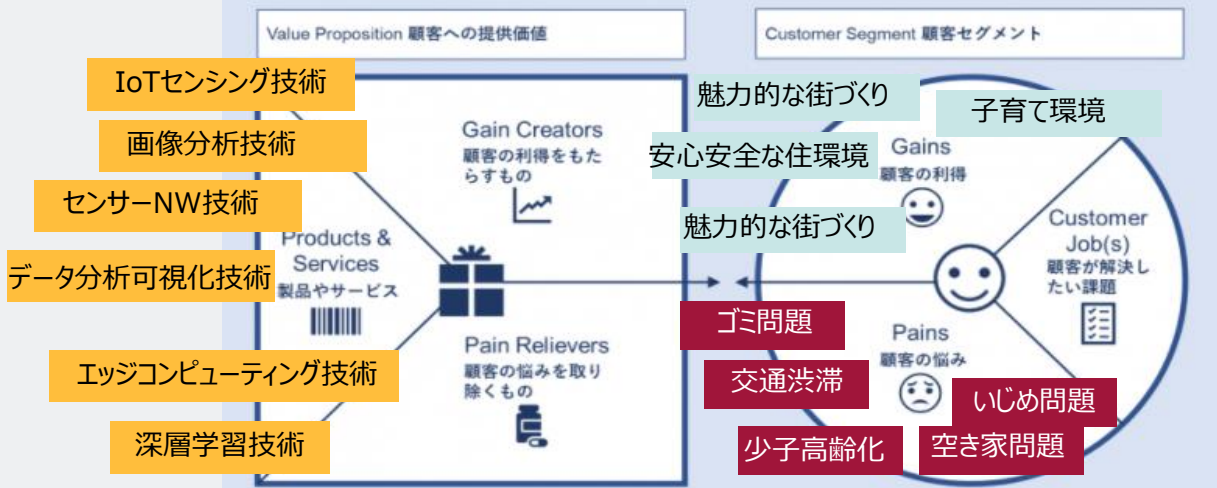 Value Proposition 顧客への提供価値
Customer Segment 顧客セグメント
IoTセンシング技術
画像分析技術
センサーNW技術
データ分析可視化技術
エッジコンピューティング技術
深層学習技術
Products &
Services
製品やサービス
Gain Creators
顧客の利得をもた
らすもの
Pain Relievers
顧客の悩みを取り
除くもの
魅力的な街づくり
子育て環境
安心安全な住環境
魅力的な街づくり
Gains
顧客の利得
Customer
Job(s)
顧客が解決し
たい課題
Pains
顧客の悩み
ゴミ問題
交通渋滞
いじめ問題
少子高齢化
空き家問題